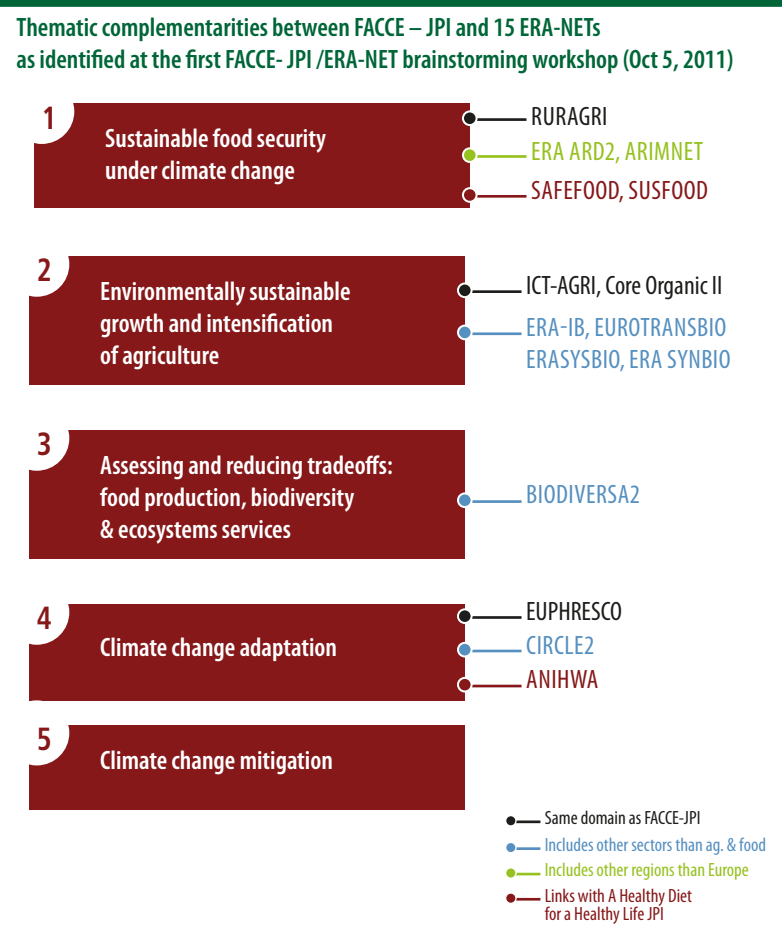 Thematic complementarities between FACCE – JPI and 15 ERA-NETs
as identified at the first FACCE- JPI /ERA-NET brainstorming workshop (Oct 5, 2011)
1
Sustainable food security
under climate change
RURAGRI
ERA ARD2, ARIMNET
SAFEFOOD, SUSFOOD
2
Environmentally sustainable
growth and intensification
of agriculture
ICT-AGRI, Core Organic II
ERA-IB, EUROTRANSBIO
ERASYSBIO, ERA SYNBIO
3
Assessing and reducing tradeoffs:
food production, biodiversity
& ecosystems services
BIODIVERSA2
4
Climate change adaptation
EUPHRESCO
CIRCLE2
ANIHWA
5
Climate change mitigation
Same domain as FACCE-JPI
Includes other sectors than ag. & food
Includes other regions than Europe
Links with A Healthy Diet
for a Healthy Life JPI